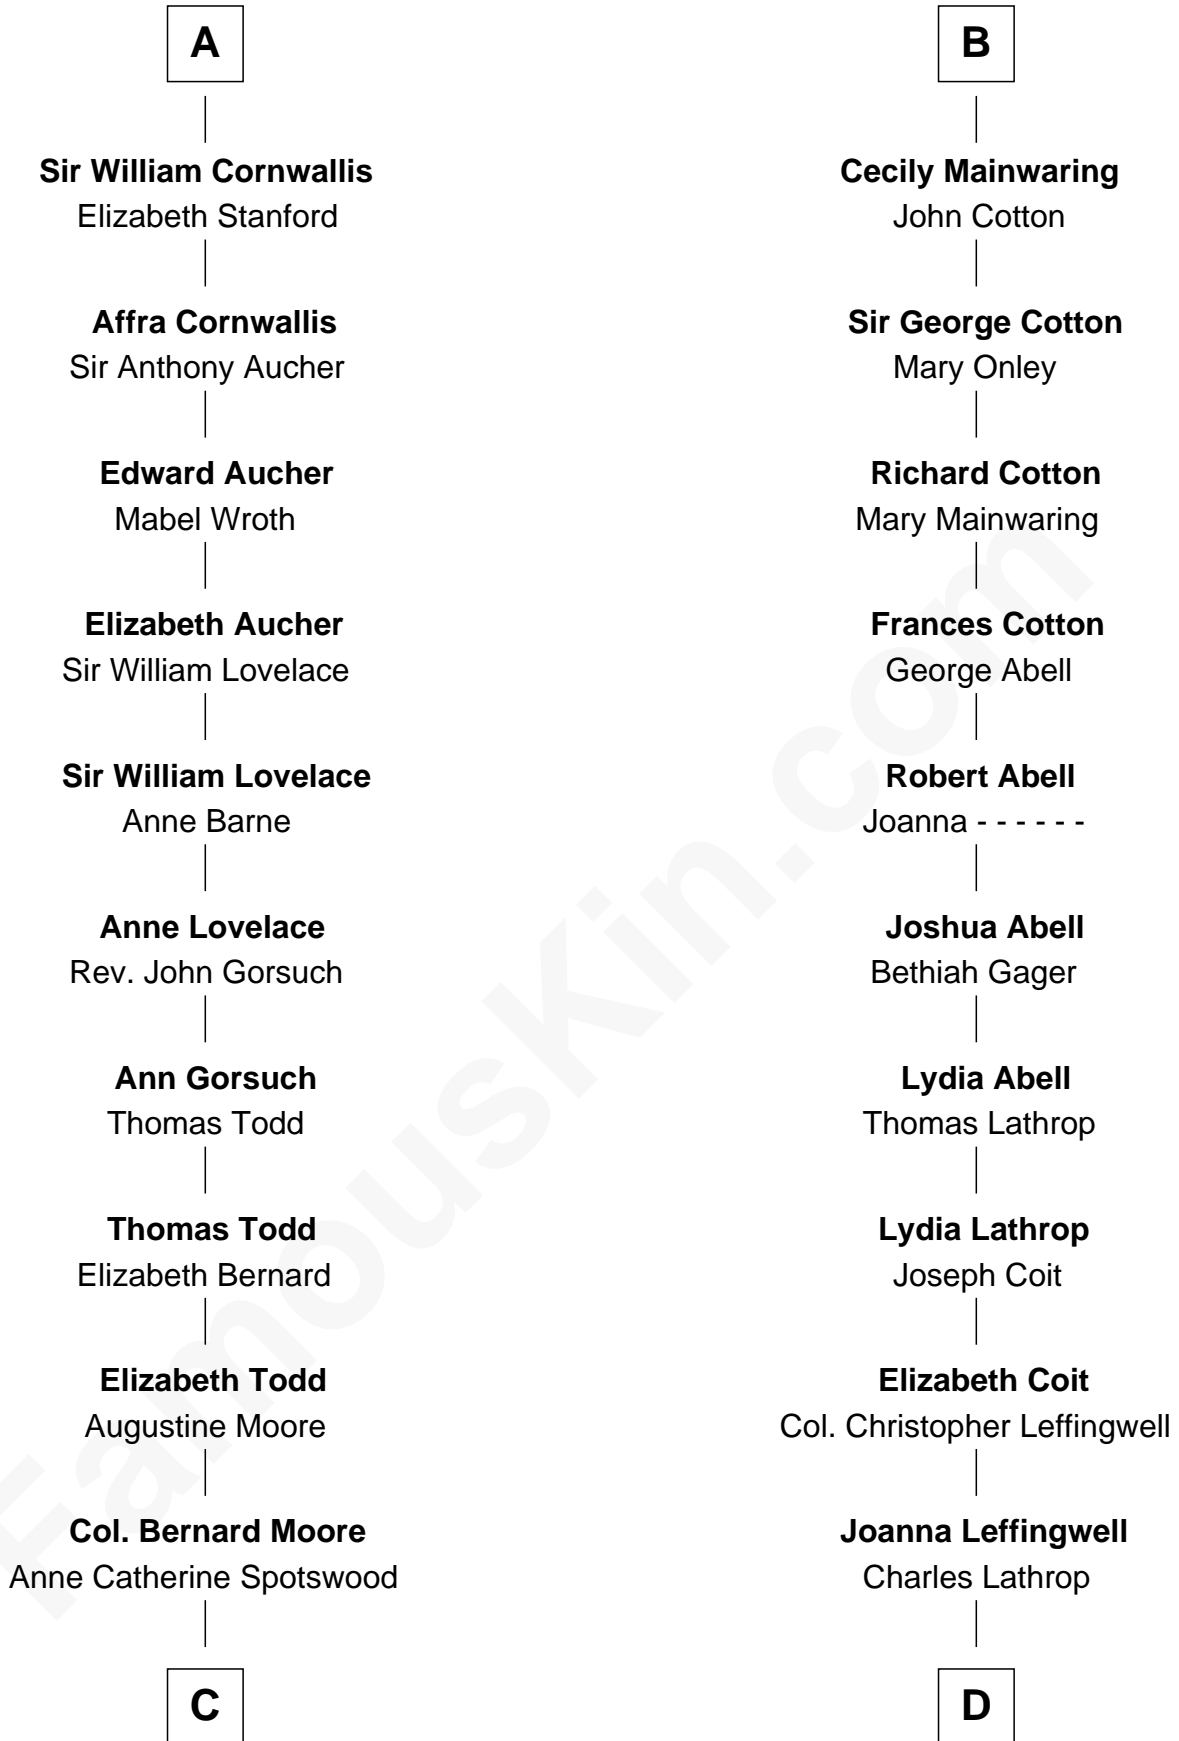 A
Sir William Cornwallis
Elizabeth Stanford
Affra Cornwallis
Sir Anthony Aucher
Edward Aucher
Mabel Wroth
Elizabeth Aucher
Sir William Lovelace
Sir William Lovelace
Anne Barne
Anne Lovelace
Rev. John Gorsuch
Ann Gorsuch
Thomas Todd
Thomas Todd
Elizabeth Bernard
Elizabeth Todd
Augustine Moore
Col. Bernard Moore
Anne Catherine Spotswood
C
B
Cecily Mainwaring
John Cotton
Sir George Cotton
Mary Onley
Richard Cotton
Mary Mainwaring
Frances Cotton
George Abell
Robert Abell
Joanna - - - - - -
Joshua Abell
Bethiah Gager
Lydia Abell
Thomas Lathrop
Lydia Lathrop
Joseph Coit
Elizabeth Coit
Col. Christopher Leffingwell
Joanna Leffingwell
Charles Lathrop
D
FamousKin.com